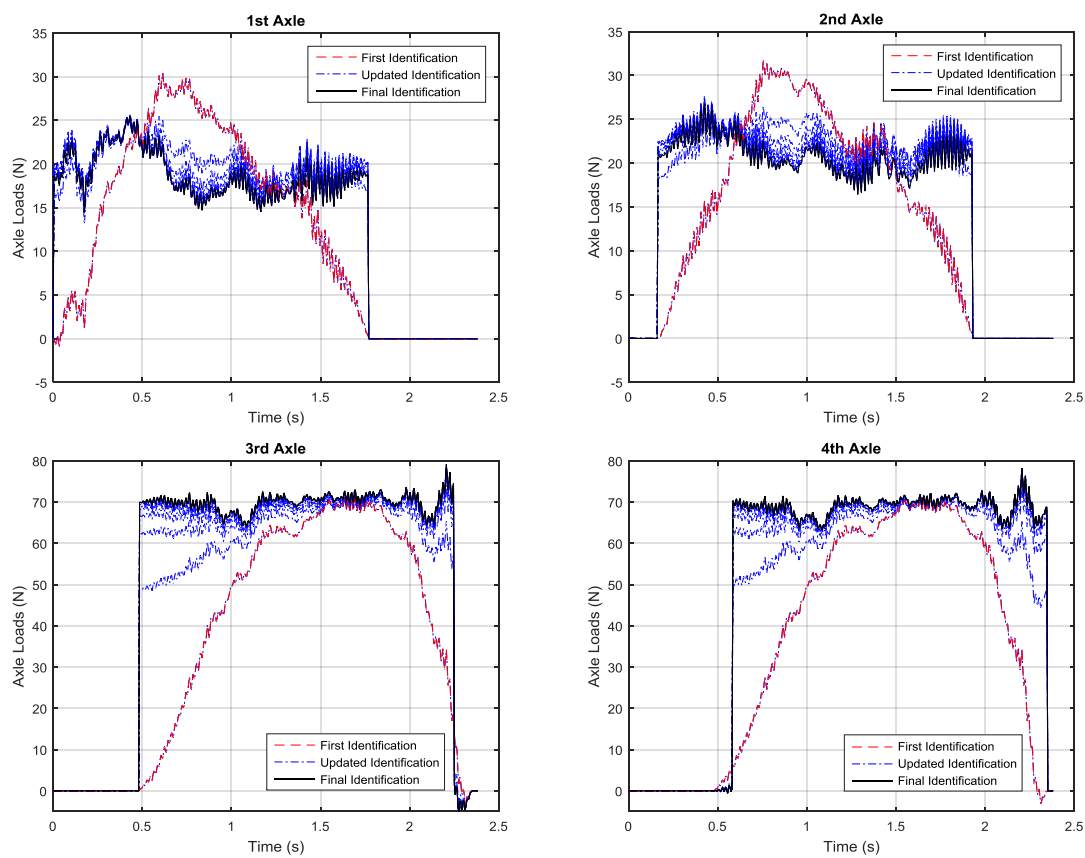 1st Axle
35
30
25
20
15
10
5
0
-5
Axle Loads (N)
0 0.5 1 1.5 2 2.5
Time (s)
First Identification
Updated Identification
Final Identification
2nd Axle
35
30
25
20
15
10
5
0
-5
Axle Loads (N)
0 0.5 1 1.5 2 2.5
Time (s)
First Identification
Updated Identification
Final Identification
3rd Axle
80
70
60
50
40
30
20
10
0
Axle Loads (N)
0 0.5 1 1.5 2 2.5
Time (s)
First Identification
Updated Identification
Final Identification
4th Axle
80
70
60
50
40
30
20
10
0
Axle Loads (N)
0 0.5 1 1.5 2 2.5
Time (s)
First Identification
Updated Identification
Final Identification